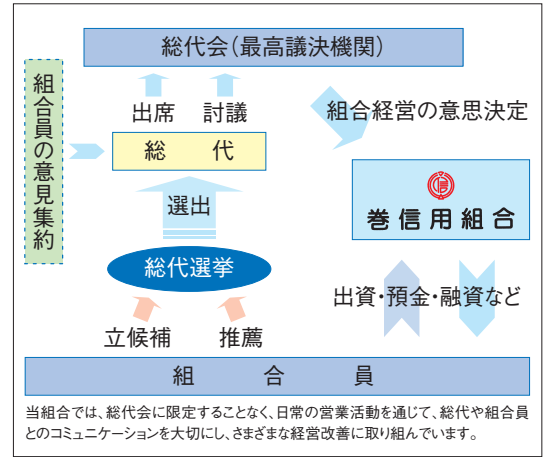 総代会（最高議決機関）
組合員の意見集約
出席
討議
総代
選出
総代選挙
立候補
推薦
組合経営の意思決定
信
巻信用組合
出資・預金・融資など
組合員
当組合では、総代会に限定することなく、日常の営業活動を通じて、総代や組合員
とのコミュニケーションを大切にし、さまざまな経営改善に取り組んでいます。